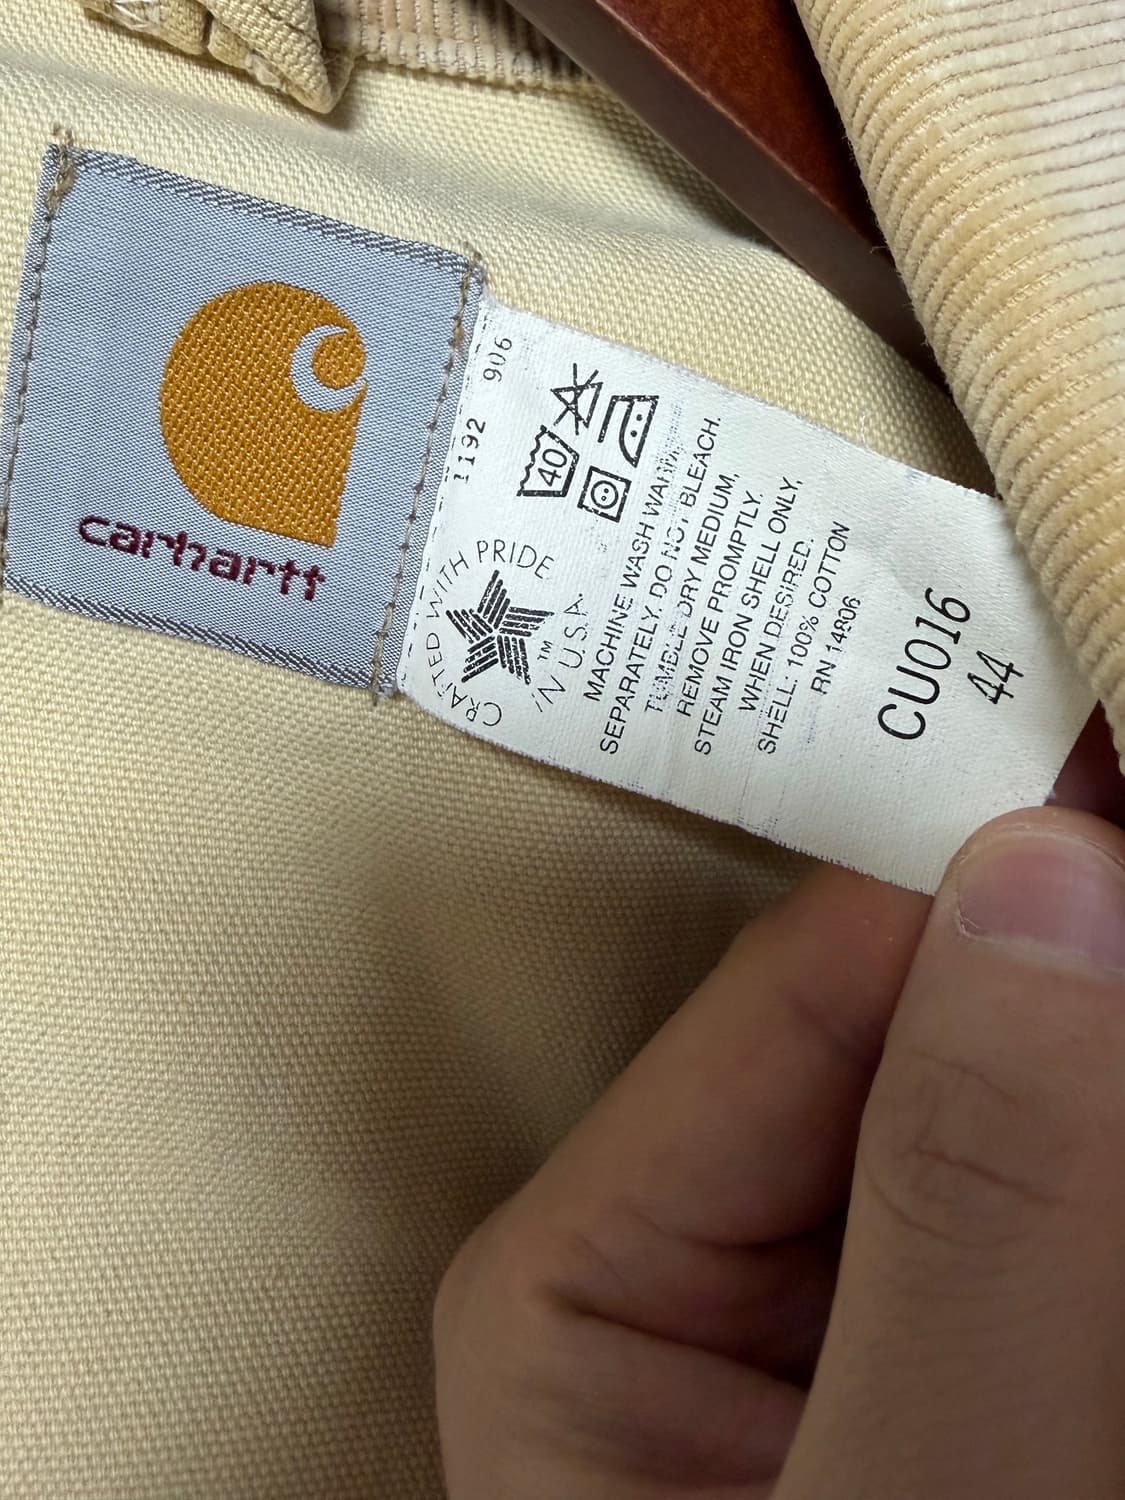 carhartt
1192 906
40
CRAFTED WITH PRIDE
IN U.S.A.
TM
MACHINE WASH WARM
SEPARATELY. DO NOT BLEACH.
TUMBLE DRY MEDIUM,
REMOVE PROMPTLY.
STEAM IRON SHELL ONLY,
WHEN DESIRED.
SHELL: 100% COTTON
RN 14806
CU016
44